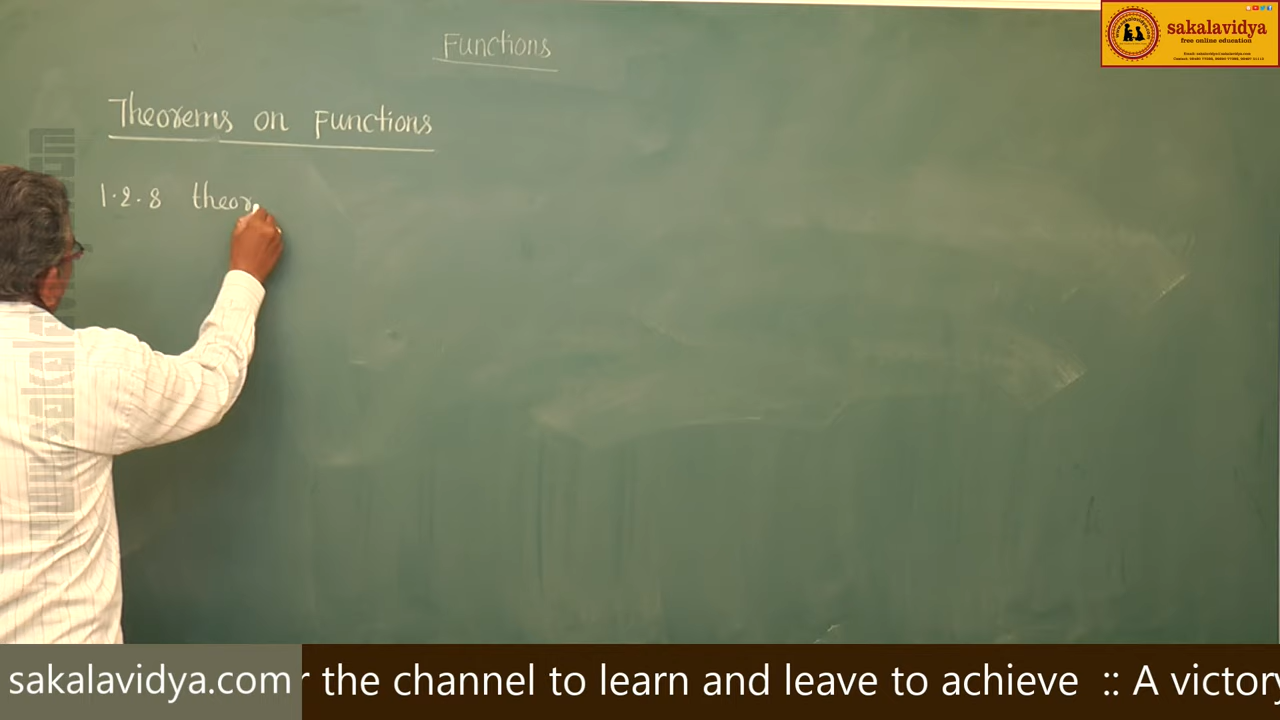 Functions
sakalavidya
free online education
Theorems on Functions
1.2.8 theor
sakalavidya.com
r the channel to learn and leave to achieve :: A victory